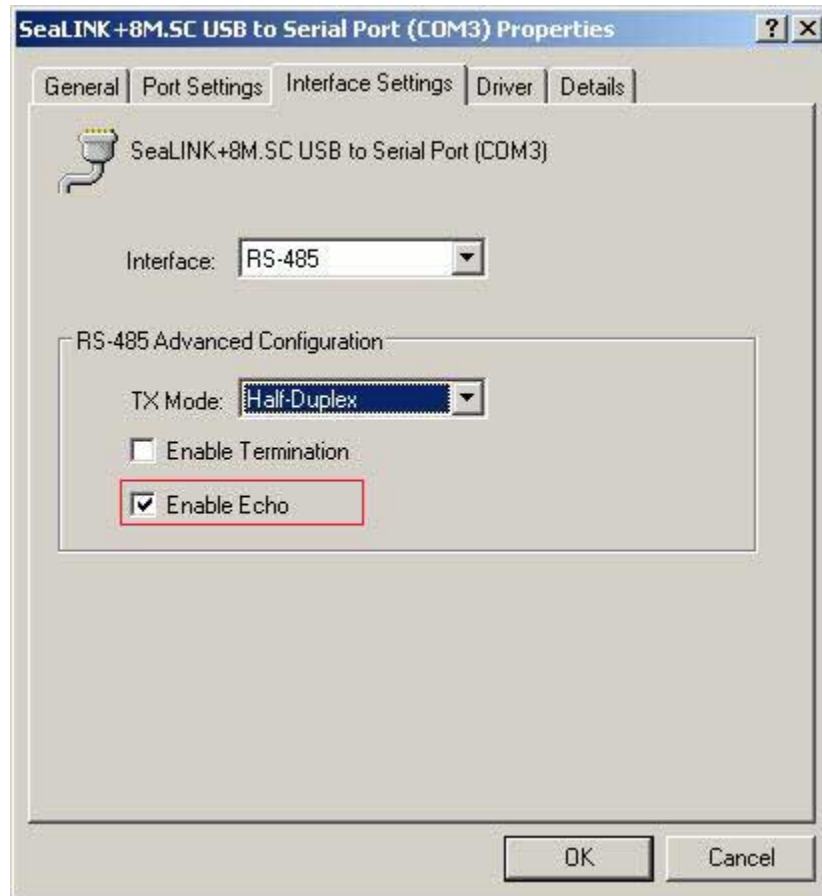 SeaLINK+8M.SC USB to Serial Port (COM3) Properties
General Port Settings Interface Settings Driver Details
SeaLINK+8M.SC USB to Serial Port (COM3)
Interface: RS-485
RS-485 Advanced Configuration
TX Mode: Half-Duplex
Enable Termination
Enable Echo
OK Cancel